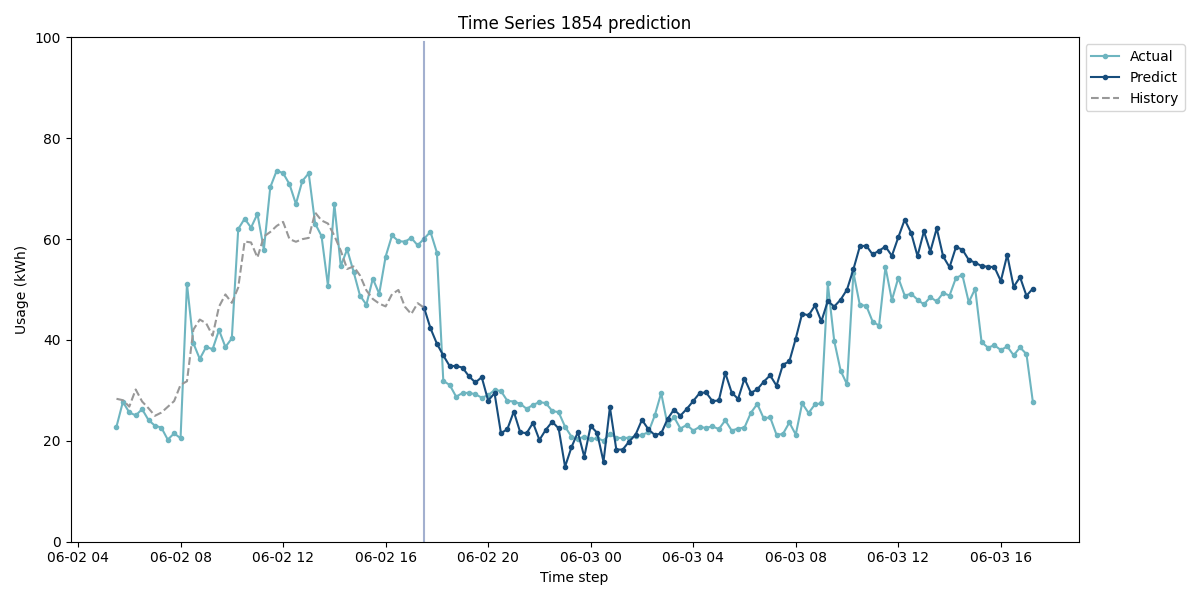 Time Series 1854 prediction
Usage (kWh)
100
80
60
40
20
0
06-02 04 06-02 08 06-02 12 06-02 16 06-02 20 06-03 00 06-03 04 06-03 08 06-03 12 06-03 16
Time step
Actual
Predict
History